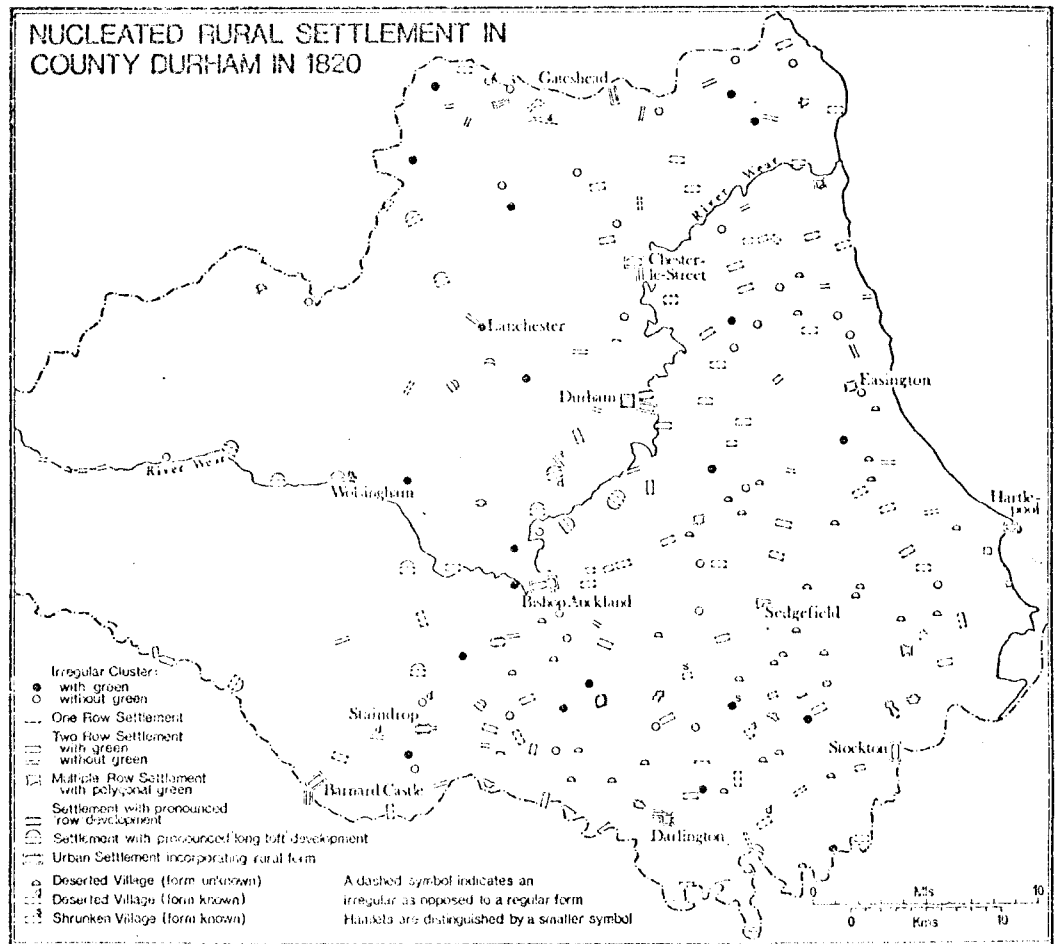 NUCLEATED RURAL SETTLEMENT IN
COUNTY DURHAM IN 1820
Gateshead
River Wear
Chester-
le-Street
Lanchester
Durham
Easington
River Wear
Wolsingham
Hartle-
pool
Bishop Auckland
Sedgefield
Staindrop
Stockton
Barnard Castle
Darlington
Irregular Cluster:
with green
without green
One Row Settlement
Two Row Settlement
with green
without green
Multiple Row Settlement
with polygonal green
Settlement with pronounced
row development
Settlement with pronounced 'long toft' development
Urban Settlement incorporating rural form
d Deserted Village (form unknown)
d Deserted Village (form known)
s Shrunken Village (form known)
A dashed symbol indicates an
irregular as opposed to a regular form
Hamlets are distinguished by a smaller symbol
s
s
d
d
d
0 Mls 10
0 Kms 10